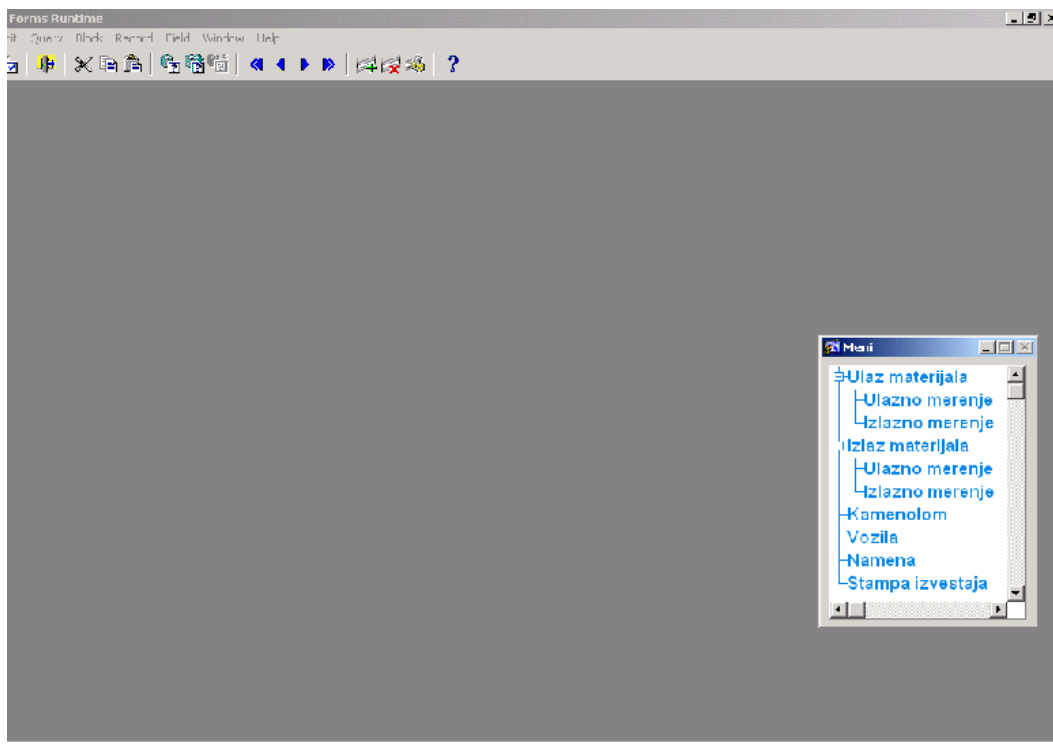 Forms Runtime
Query Block Record Field Window Help
?
Meni
Ulaz materijala
Ulazno merenje
Izlazno merenje
Izlaz materijala
Ulazno merenje
Izlazno merenje
Kamenolom
Vozila
Namena
Stampa izvestaja